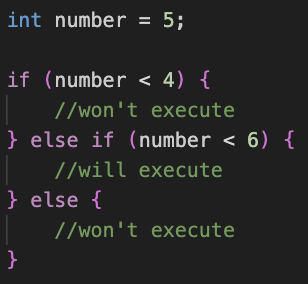 int number = 5;

if (number < 4) {
    //won't execute
} else if (number < 6) {
    //will execute
} else {
    //won't execute
}